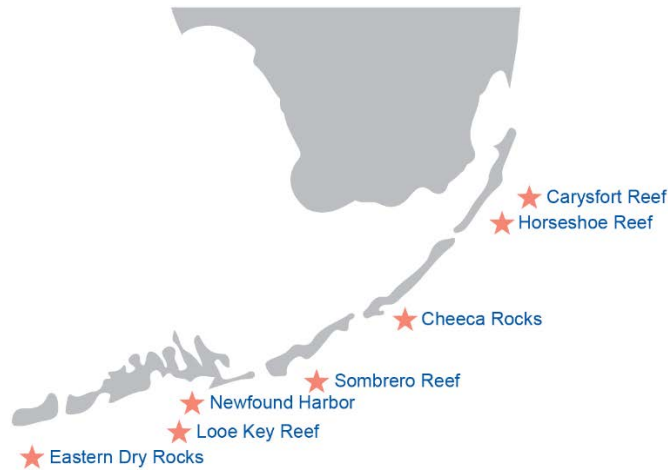 Carysfort Reef
Horseshoe Reef
Cheeca Rocks
Sombrero Reef
Newfound Harbor
Looe Key Reef
Eastern Dry Rocks